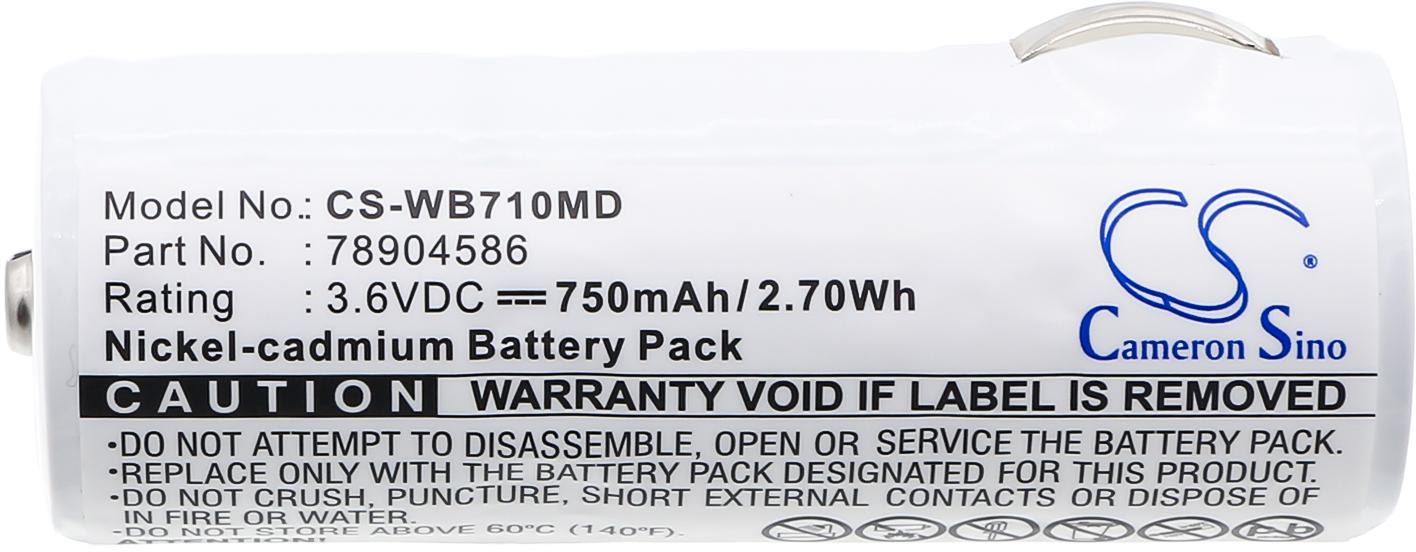 Model No.: CS-WB710MD
Part No. : 78904586
Rating : 3.6VDC ⎓ 750mAh/2.70Wh
Nickel-cadmium Battery Pack
CS
®
Cameron Sino
CAUTION WARRANTY VOID IF LABEL IS REMOVED
·DO NOT ATTEMPT TO DISASSEMBLE, OPEN OR SERVICE THE BATTERY PACK.
·REPLACE ONLY WITH THE BATTERY PACK DESIGNATED FOR THIS PRODUCT.
·DO NOT CRUSH, PUNCTURE, SHORT EXTERNAL CONTACTS OR DISPOSE OF
IN FIRE OR WATER.
·DO NOT STORE ABOVE 60°C (140°F).
ATTENTION!